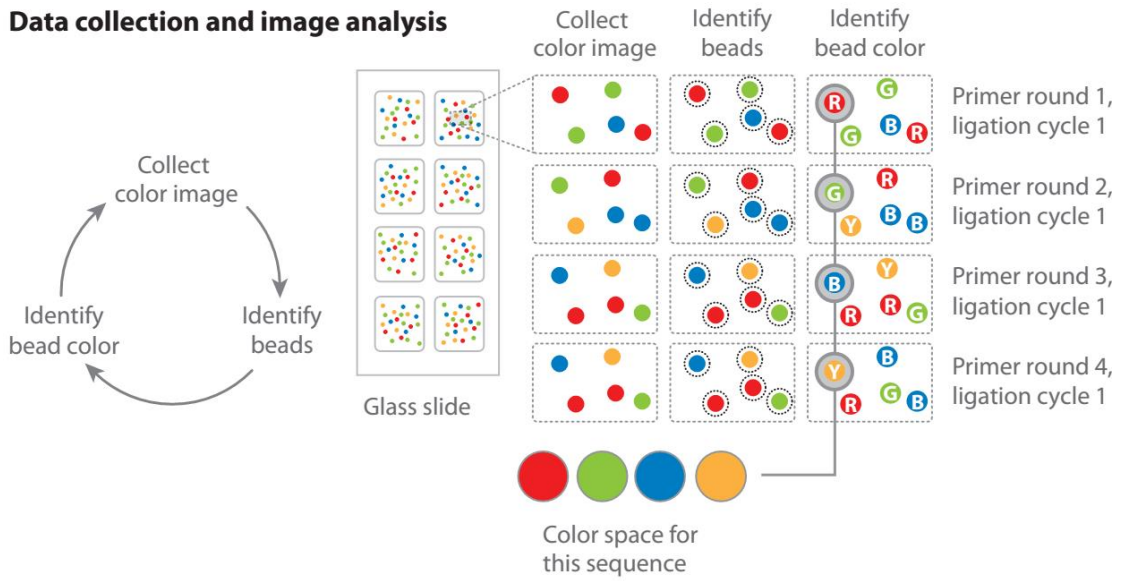 Data collection and image analysis
Collect
color image
Identify
beads
Identify
bead color
Glass slide
Collect
color image
Identify
beads
Identify
bead color
R
G
G
B
R
Primer round 1,
ligation cycle 1
G
R
Y
B
B
Primer round 2,
ligation cycle 1
B
Y
R
R
G
Primer round 3,
ligation cycle 1
Y
B
R
G
B
Primer round 4,
ligation cycle 1
Color space for
this sequence